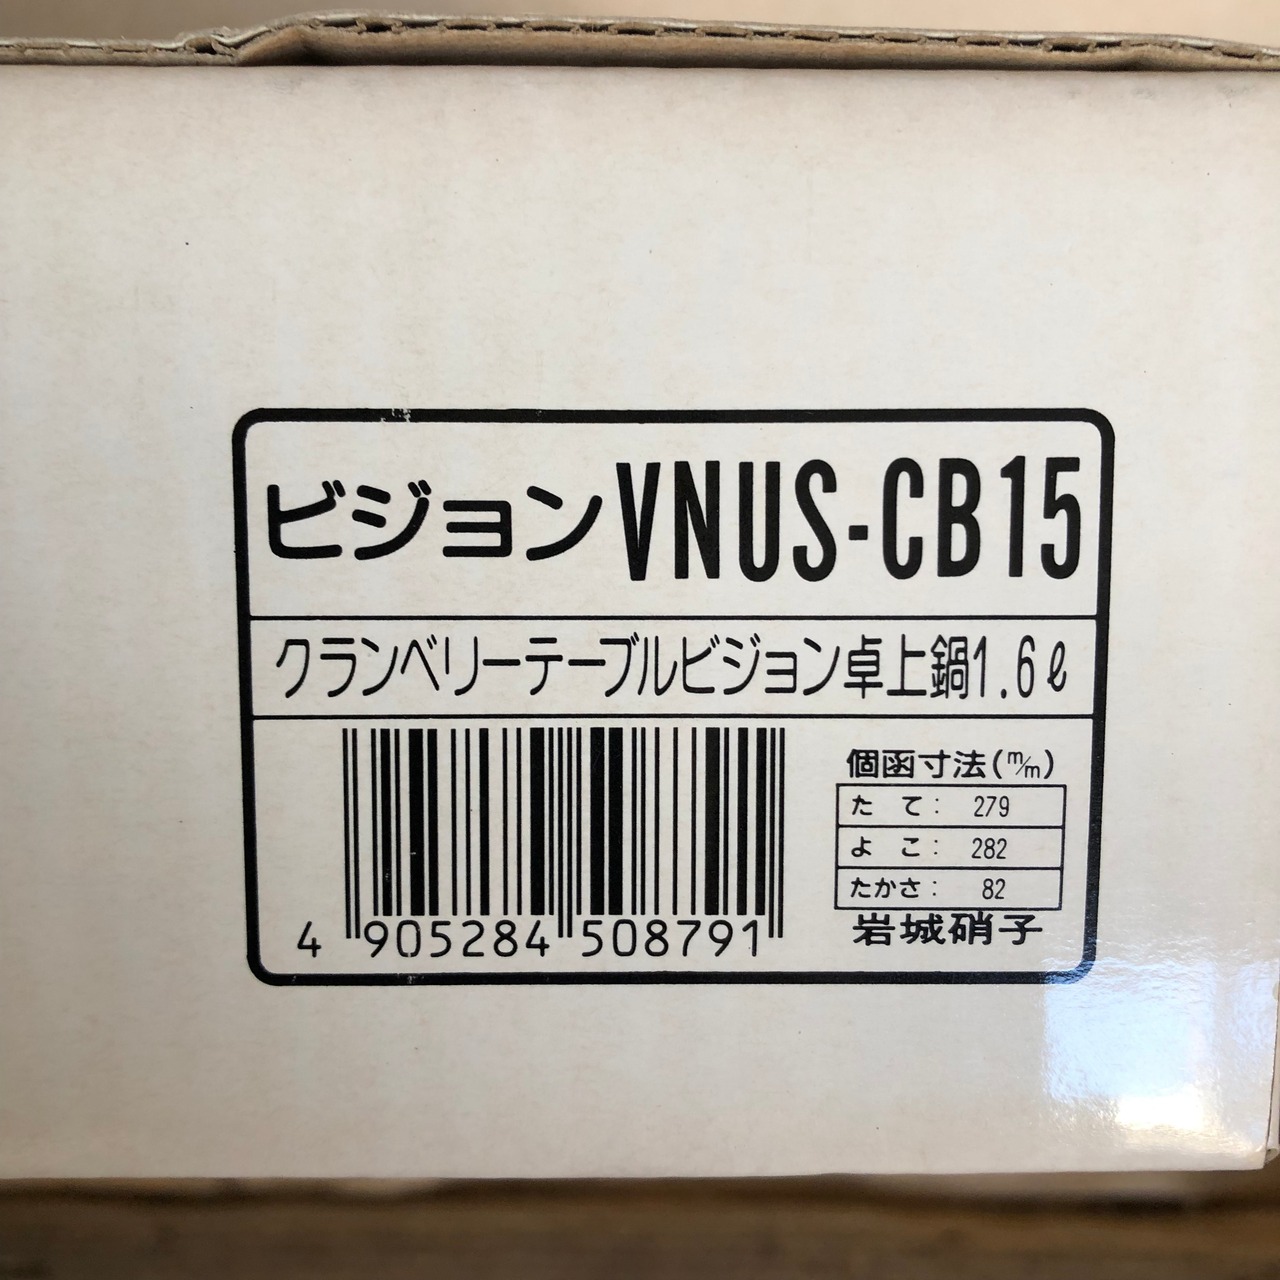 ビジョンVNUS-CB15
クランベリーテーブルビジョン卓上鍋1.6ℓ
個函寸法(m/m)
たて: 279
よこ: 282
たかさ: 82
岩城硝子
4 905284 508791